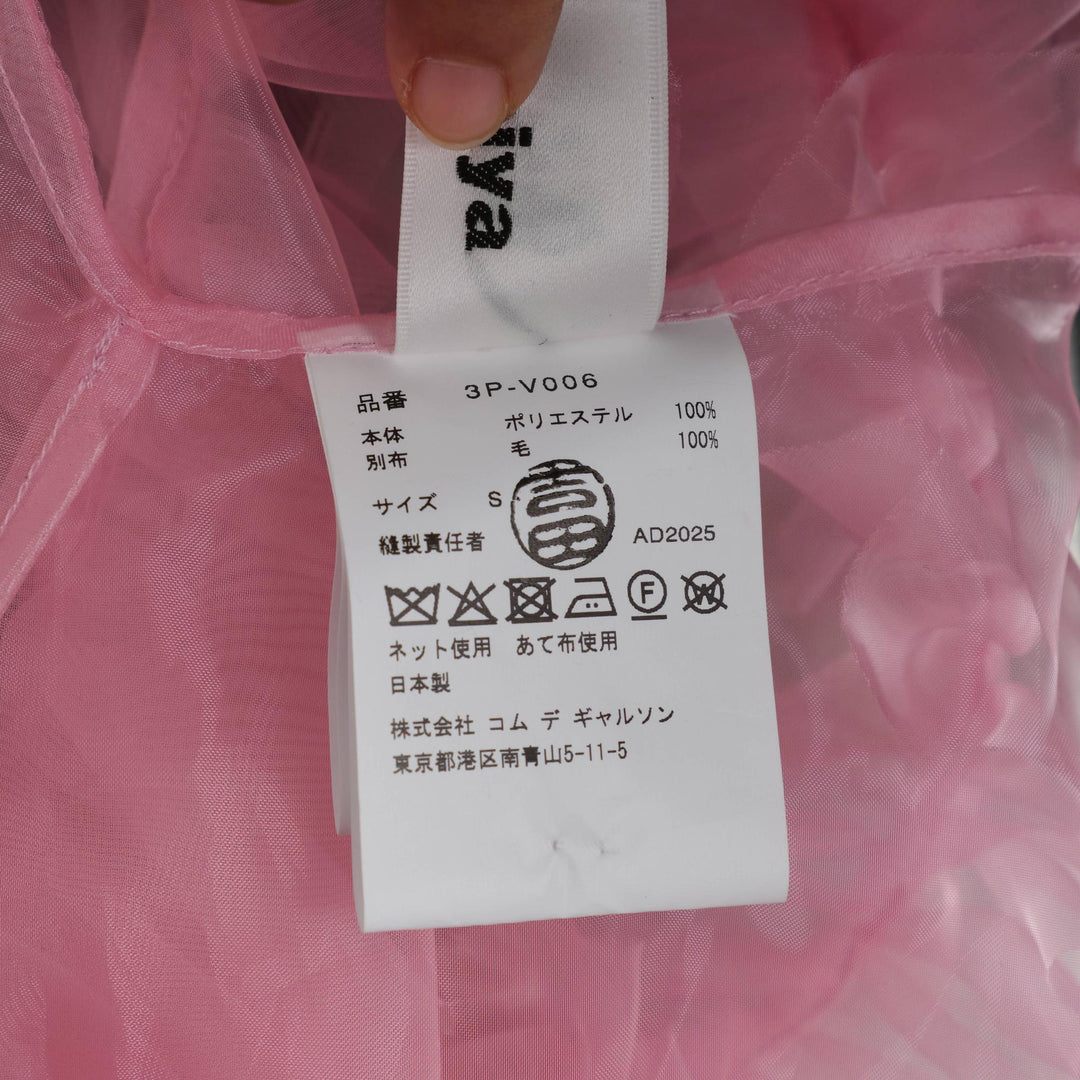 iya
品番 3P-V006
本体 ポリエステル 100%
別布 毛 100%
サイズ S
縫製責任者 吉田 AD2025
F W
ネット使用 あて布使用
日本製
株式会社 コム デ ギャルソン
東京都港区南青山5-11-5